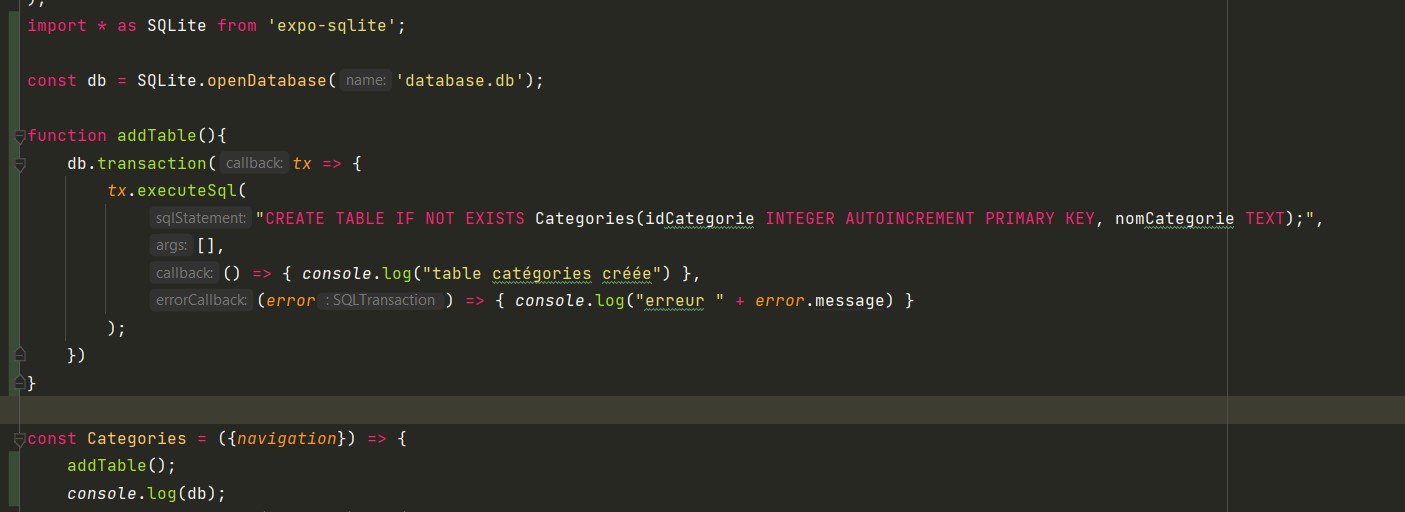 );
import * as SQLite from 'expo-sqlite';
const db = SQLite.openDatabase( name: 'database.db');
function addTable(){
db.transaction( callback: tx => {
tx.executeSql(
sqlStatement: "CREATE TABLE IF NOT EXISTS Categories(idCategorie INTEGER AUTOINCREMENT PRIMARY KEY, nomCategorie TEXT);",
args: [],
callback: () => { console.log("table catégories créée") },
errorCallback: (error : SQLTransaction ) => { console.log("erreur " + error.message) }
);
})
}
const Categories = ({navigation}) => {
addTable();
console.log(db);